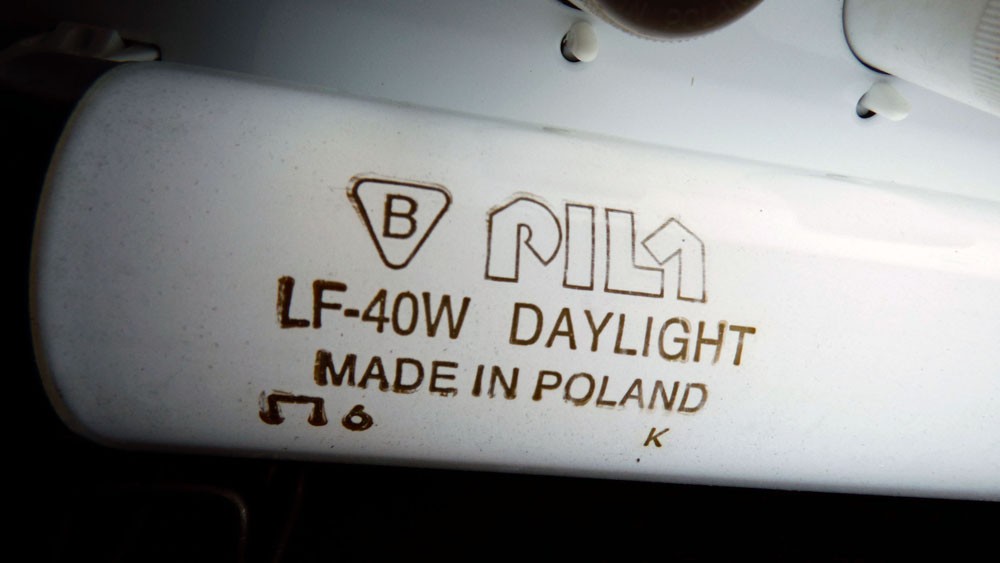 B PILA
LF-40W DAYLIGHT
MADE IN POLAND
6
K